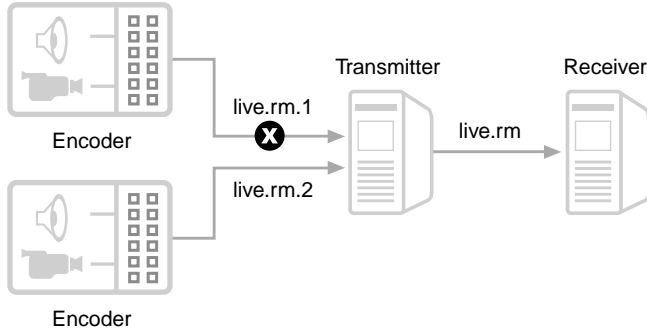 Transmitter
Receiver
live.rm.1
X
live.rm
Encoder
live.rm.2
Encoder